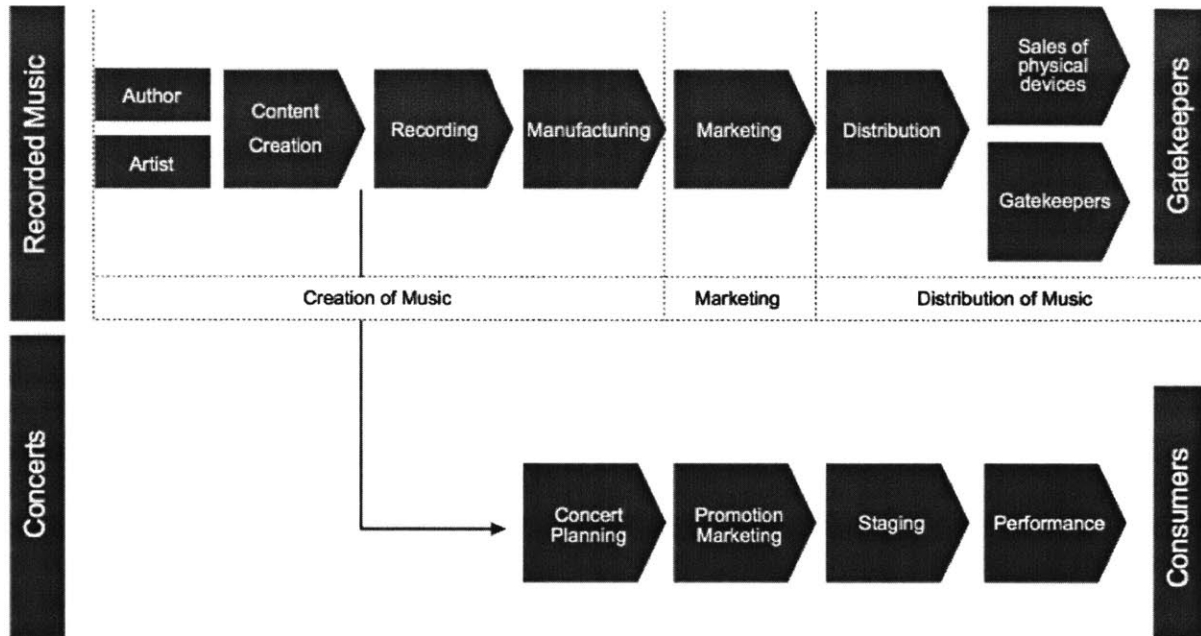 Recorded Music
Author
Artist
Content
Creation
Recording
Manufacturing
Marketing
Distribution
Sales of
physical
devices
Gatekeepers
Gatekeepers
Creation of Music
Marketing
Distribution of Music
Concerts
Concert
Planning
Promotion
Marketing
Staging
Performance
Consumers